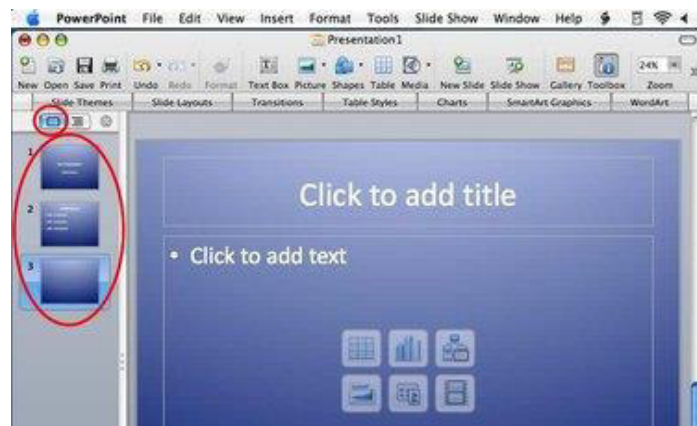 PowerPoint File Edit View Insert Format Tools Slide Show Window Help
Presentation1
24%
New Open Save Print Undo Redo Format Text Box Picture Shapes Table Media New Slide Slide Show Gallery Toolbox Zoom
Slide Themes Slide Layouts Transitions Table Styles Charts SmartArt Graphics WordArt
1
2
3
Click to add title
• Click to add text